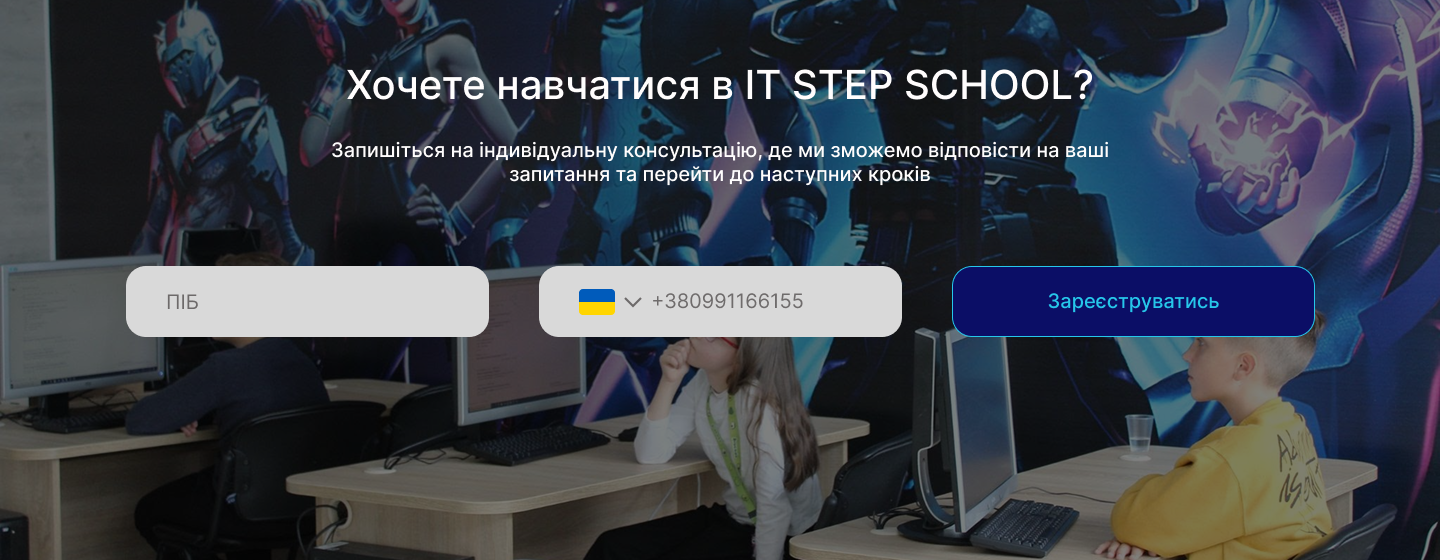 Хочете навчатися в IT STEP SCHOOL?
Запишіться на індивідуальну консультацію, де ми зможемо відповісти на ваші
запитання та перейти до наступних кроків
ПІБ
+380991166155
Зареєструватись